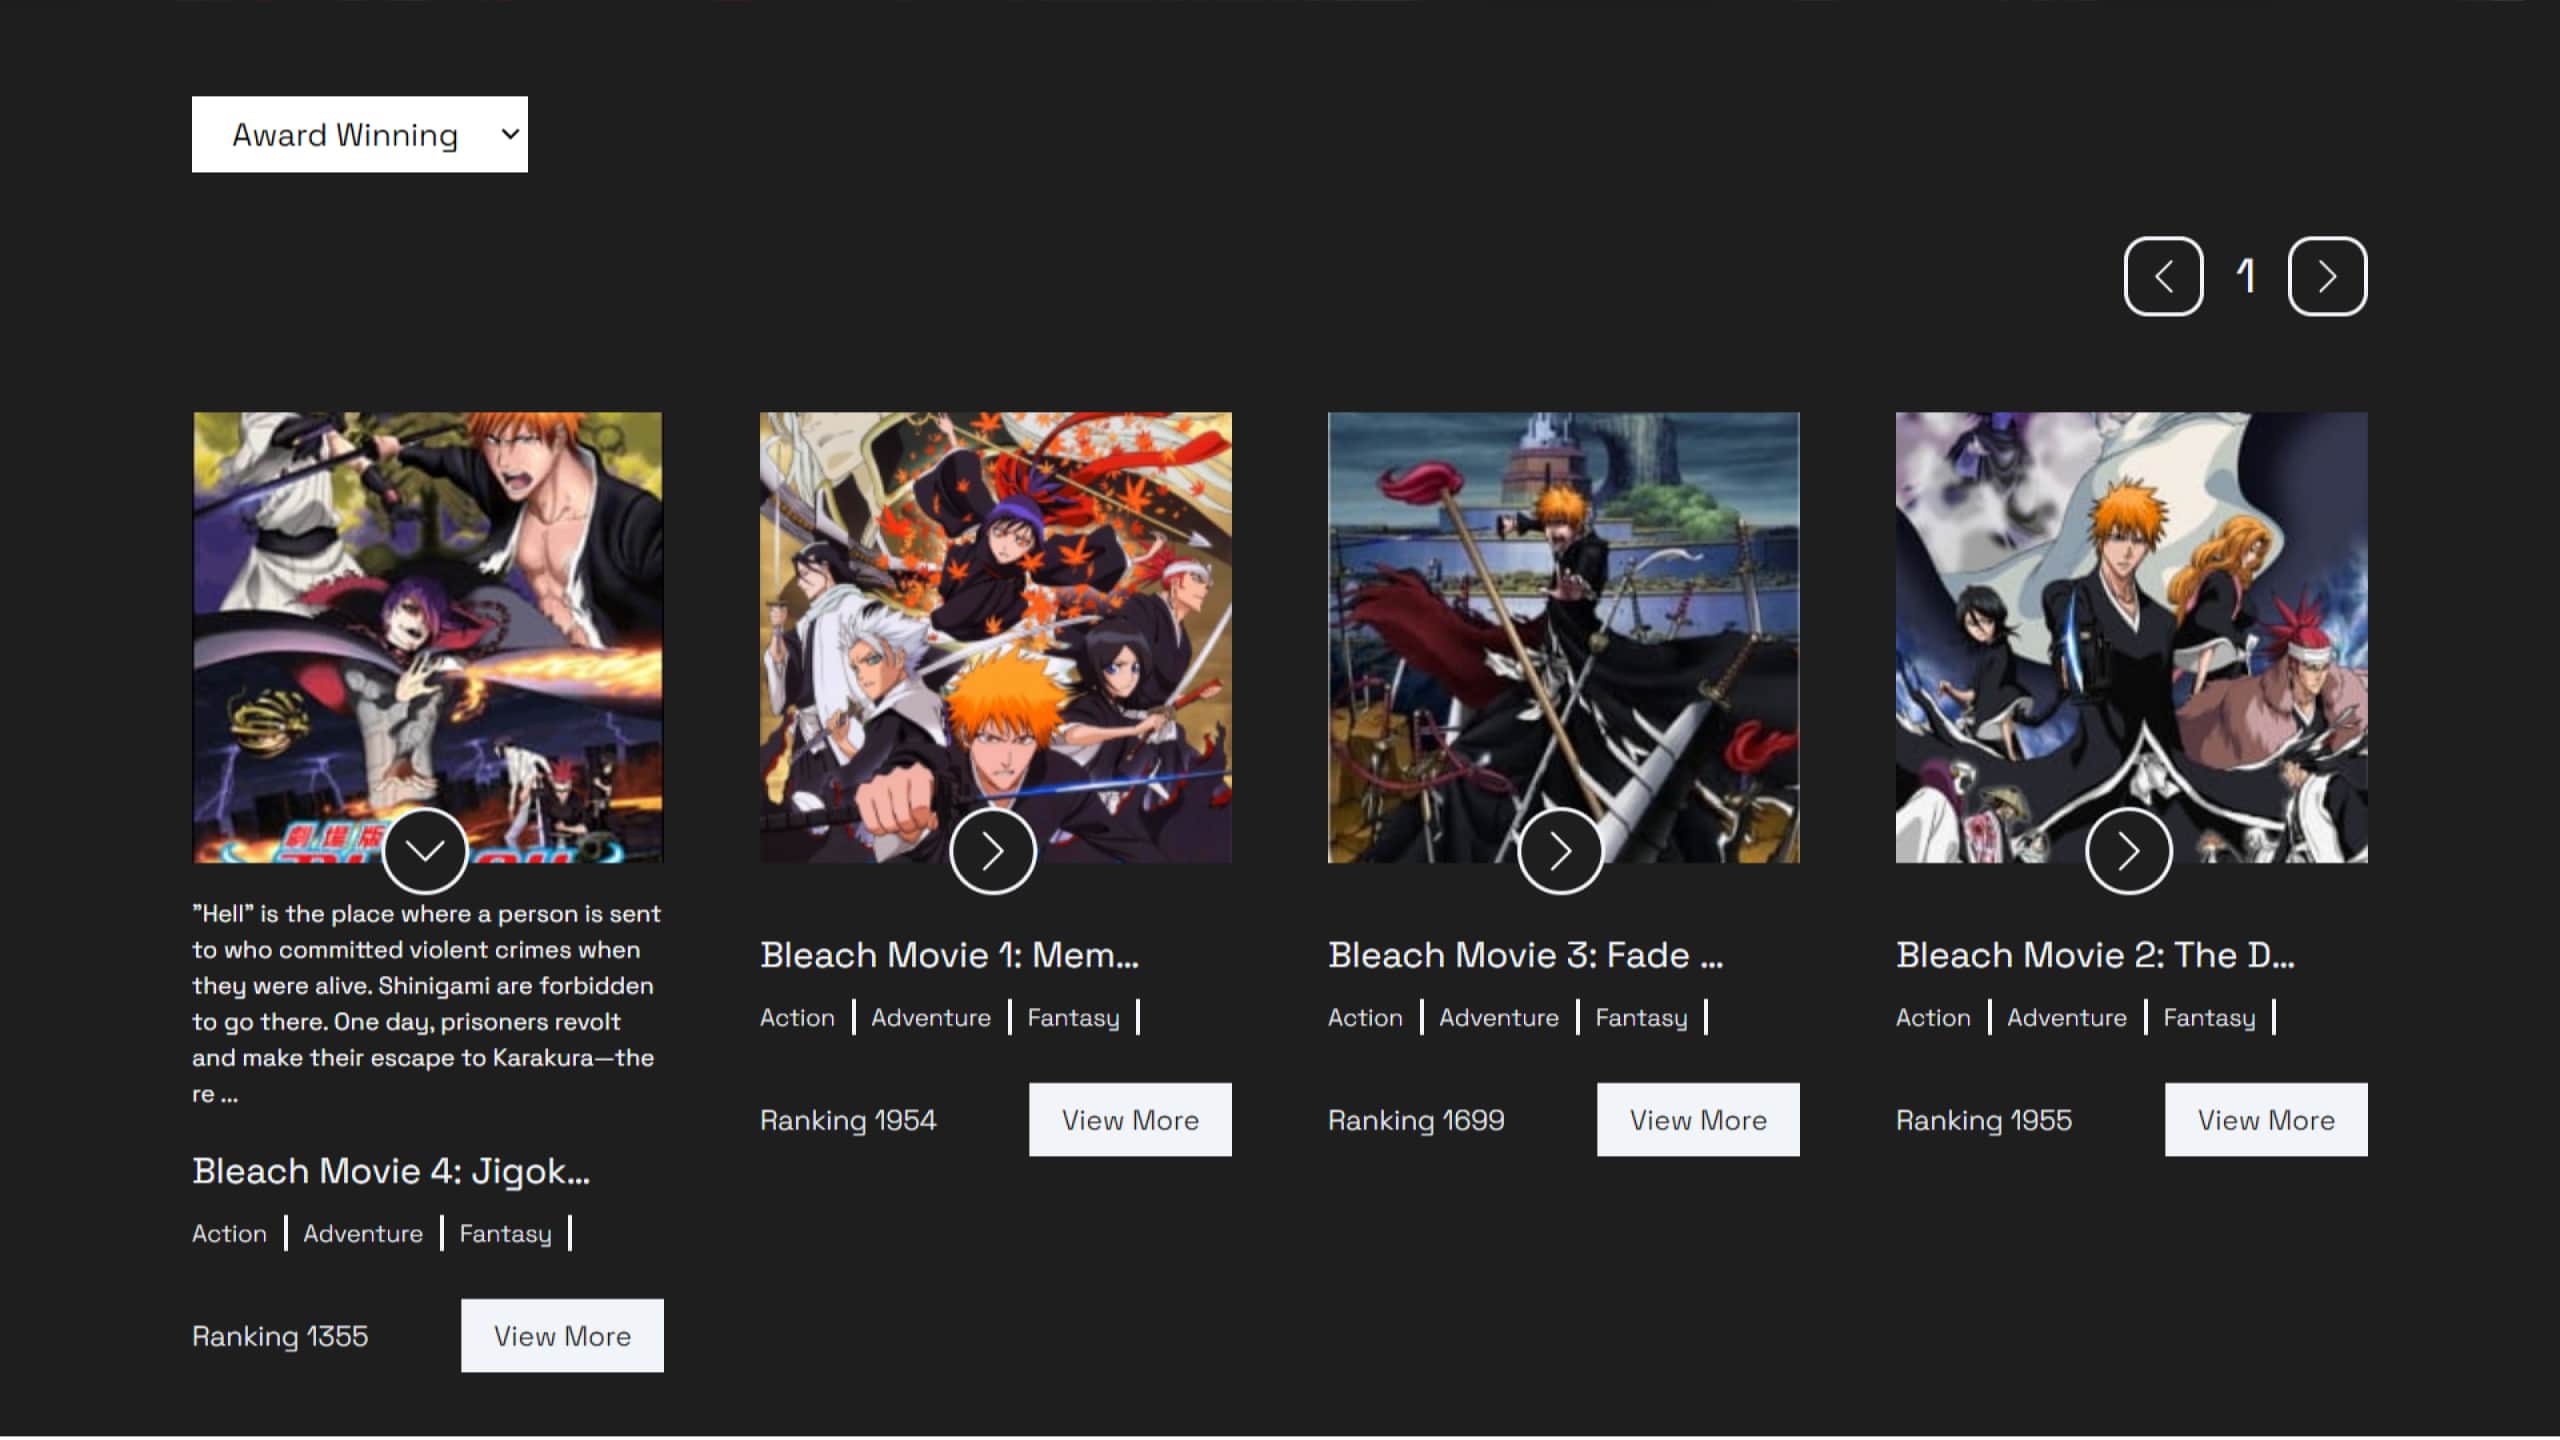 Award Winning
1
劇場版
"Hell" is the place where a person is sent
to who committed violent crimes when
they were alive. Shinigami are forbidden
to go there. One day, prisoners revolt
and make their escape to Karakura—the
re ...
Bleach Movie 4: Jigok...
Action | Adventure | Fantasy |
Ranking 1355
View More
Bleach Movie 1: Mem...
Action | Adventure | Fantasy |
Ranking 1954
View More
Bleach Movie 3: Fade ...
Action | Adventure | Fantasy |
Ranking 1699
View More
Bleach Movie 2: The D...
Action | Adventure | Fantasy |
Ranking 1955
View More